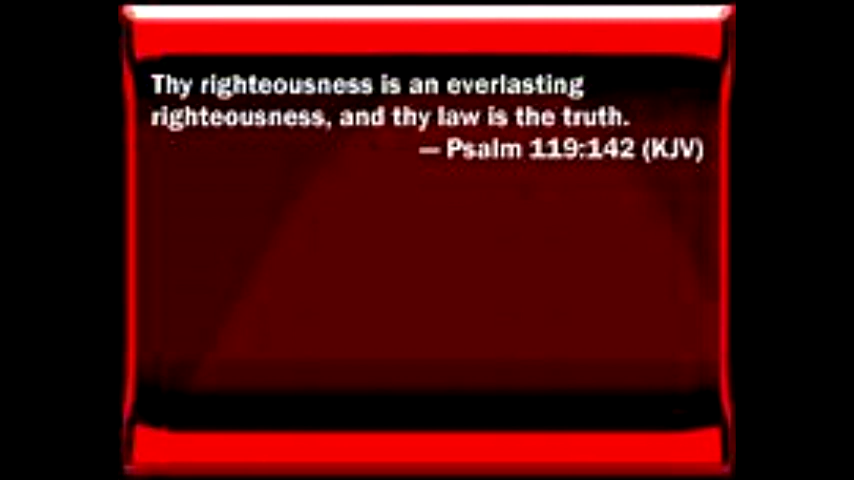 Thy righteousness is an everlasting
righteousness, and thy law is the truth.
— Psalm 119:142 (KJV)